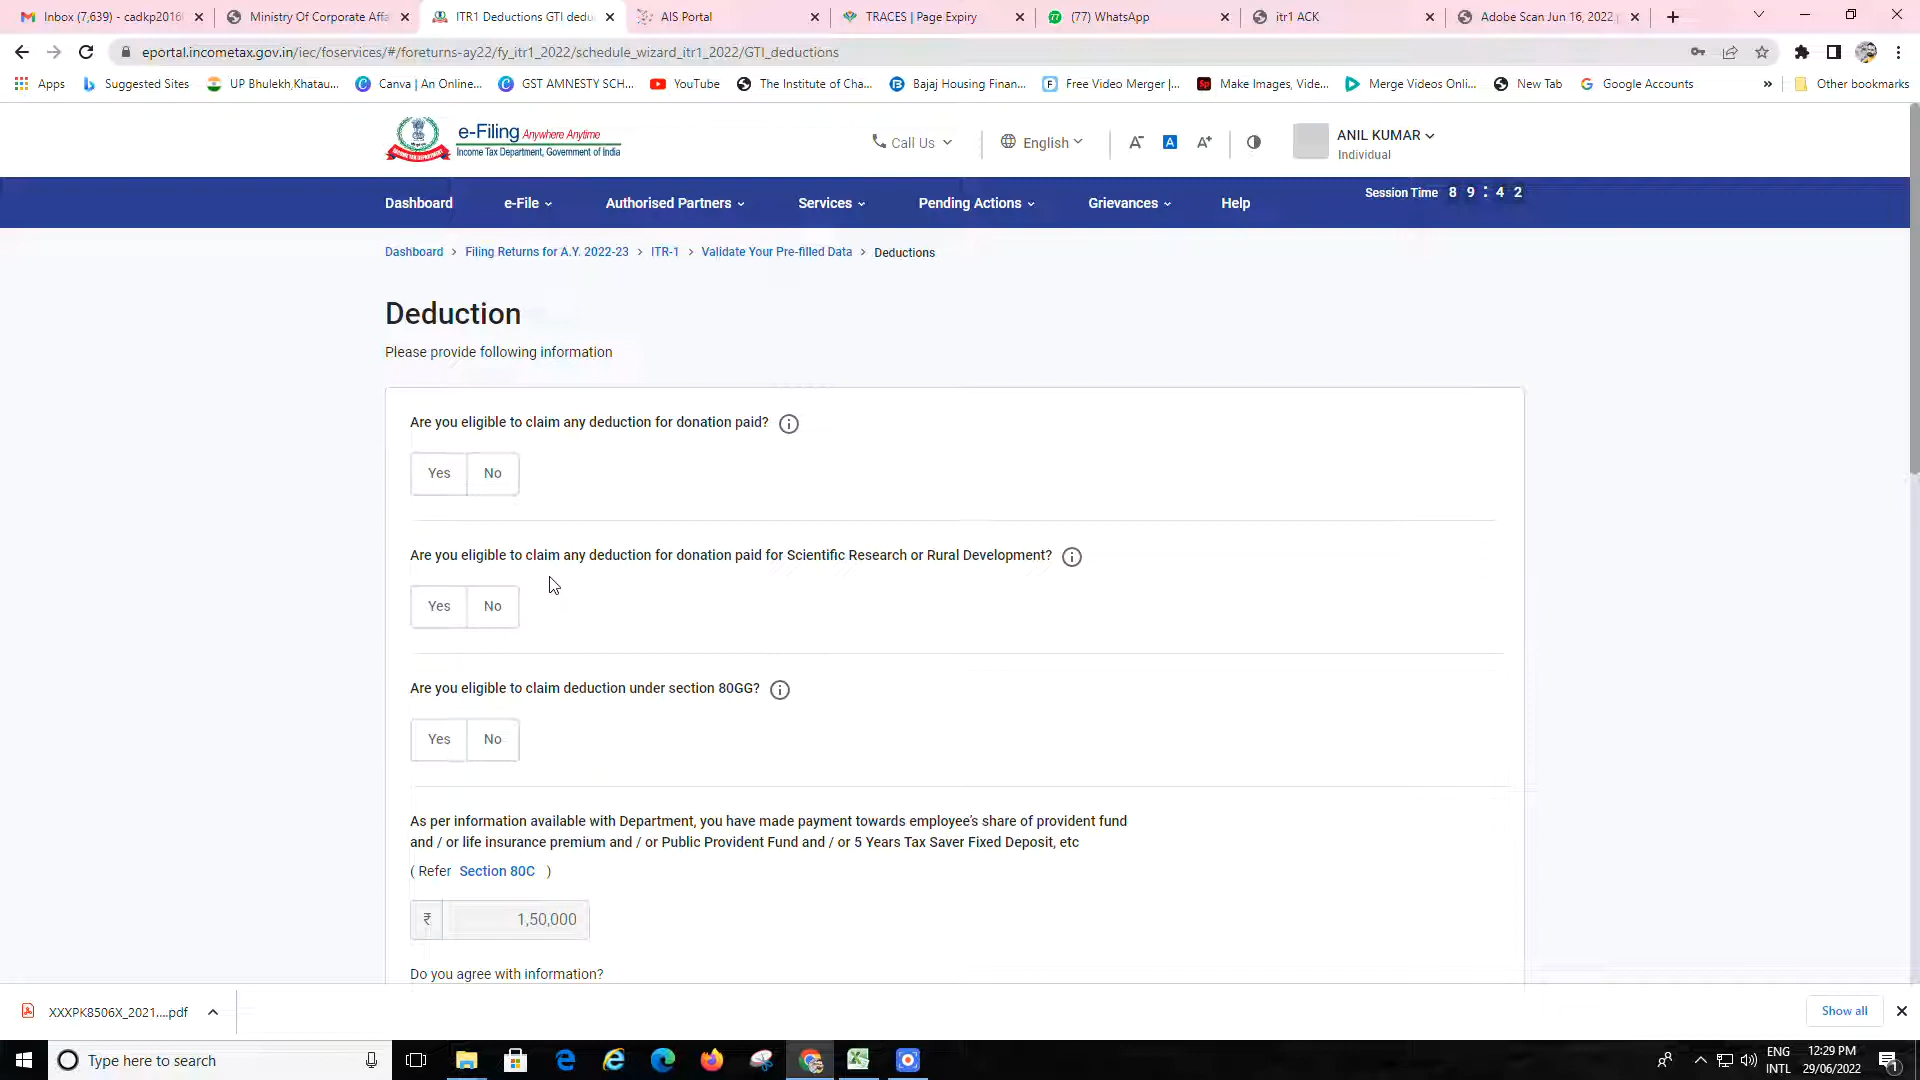 Inbox (7,639) - cadkp2016
Ministry Of Corporate Affa
ITR1 Deductions GTI dedu
AIS Portal
TRACES | Page Expiry
(77) WhatsApp
itr1 ACK
Adobe Scan Jun 16, 2022
eportal.incometax.gov.in/iec/foservices/#/foreturns-ay22/fy_itr1_2022/schedule_wizard_itr1_2022/GTI_deductions
Apps
Suggested Sites
UP Bhulekh,Khatau...
Canva | An Online...
GST AMNESTY SCH...
YouTube
The Institute of Cha...
Bajaj Housing Finan...
Free Video Merger |...
Make Images, Vide...
Merge Videos Onli...
New Tab
Google Accounts
»
Other bookmarks
e-Filing Anywhere Anytime
Income Tax Department, Government of India
Call Us
English
A-
A
A+
ANIL KUMAR
Individual
Dashboard
e-File
Authorised Partners
Services
Pending Actions
Grievances
Help
Session Time 8 9 : 4 2
Dashboard > Filing Returns for A.Y. 2022-23 > ITR-1 > Validate Your Pre-filled Data > Deductions
Deduction
Please provide following information
Are you eligible to claim any deduction for donation paid?
Yes No
Are you eligible to claim any deduction for donation paid for Scientific Research or Rural Development?
Yes No
Are you eligible to claim deduction under section 80GG?
Yes No
As per information available with Department, you have made payment towards employee's share of provident fund
and / or life insurance premium and / or Public Provident Fund and / or 5 Years Tax Saver Fixed Deposit, etc
( Refer Section 80C )
₹ 1,50,000
Do you agree with information?
XXXPK8506X_2021....pdf
Show all
Type here to search
ENG
INTL
12:29 PM
29/06/2022
1